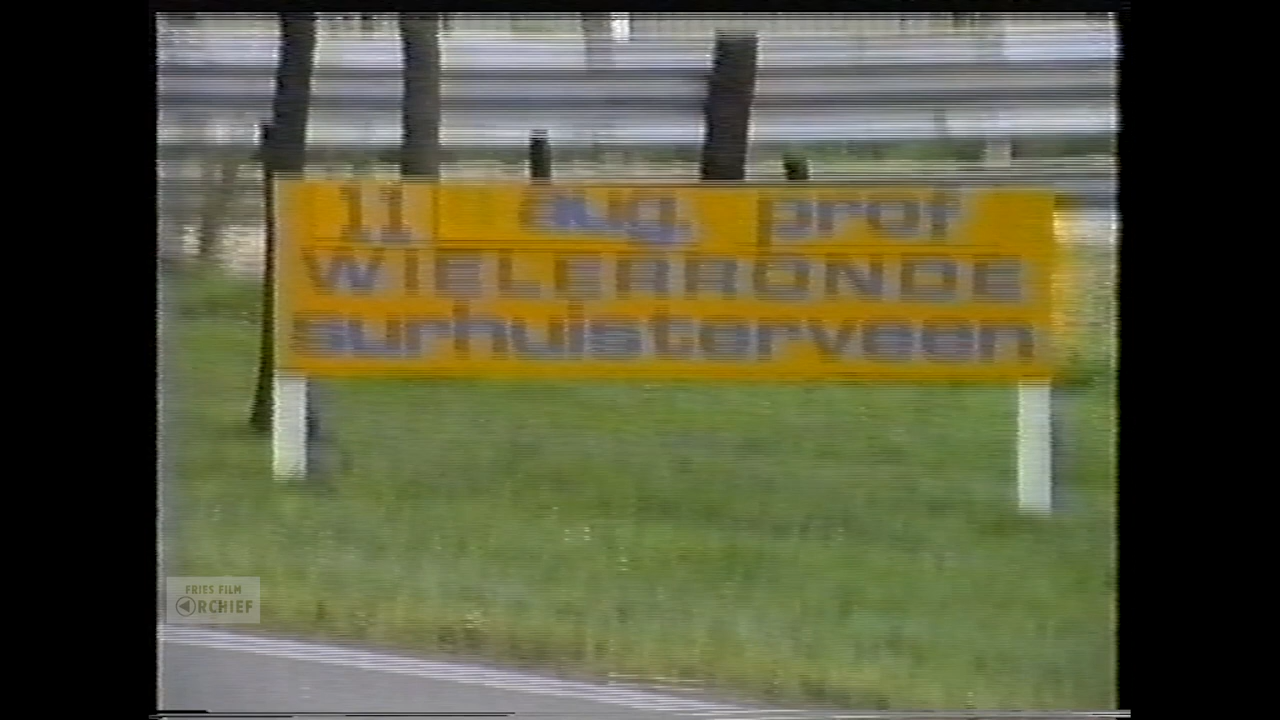 11 aug. prof
WIELERRONDE
surhuisterveen
FRIES FILM
ARCHIEF